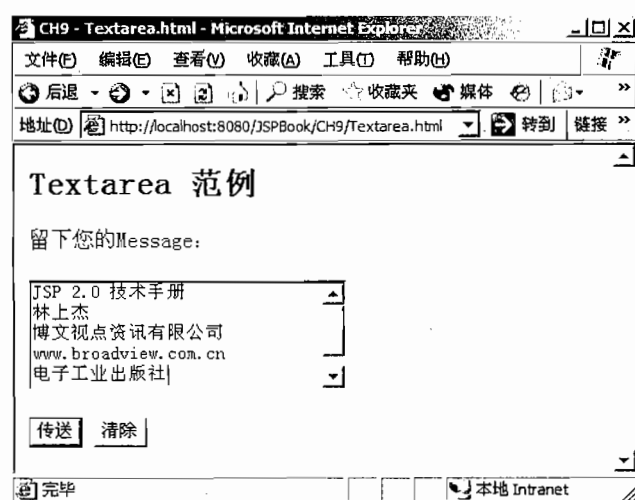 CH9 - Textarea.html - Microsoft Internet Explorer
文件(F) 编辑(E) 查看(V) 收藏(A) 工具(T) 帮助(H)
后退 搜索 收藏夹 媒体 »
地址(D) http://localhost:8080/JSPBook/CH9/Textarea.html 转到 链接 »
Textarea 范例
留下您的Message:
JSP 2.0 技术手册
林上杰
博文视点资讯有限公司
www.broadview.com.cn
电子工业出版社
传送 清除
完毕 本地 Intranet